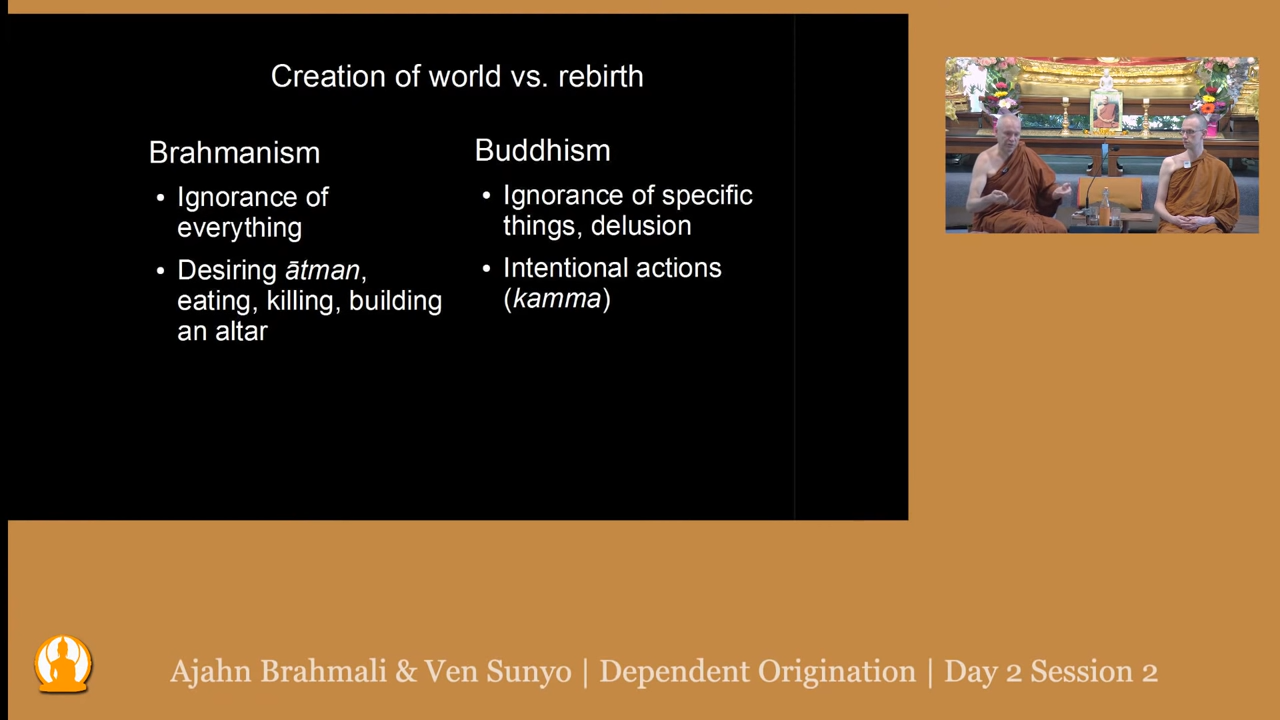 Creation of world vs. rebirth
Brahmanism
• Ignorance of
everything
• Desiring ātman,
eating, killing, building
an altar
Buddhism
• Ignorance of specific
things, delusion
• Intentional actions
(kamma)
Ajahn Brahmali & Ven Sunyo | Dependent Origination | Day 2 Session 2